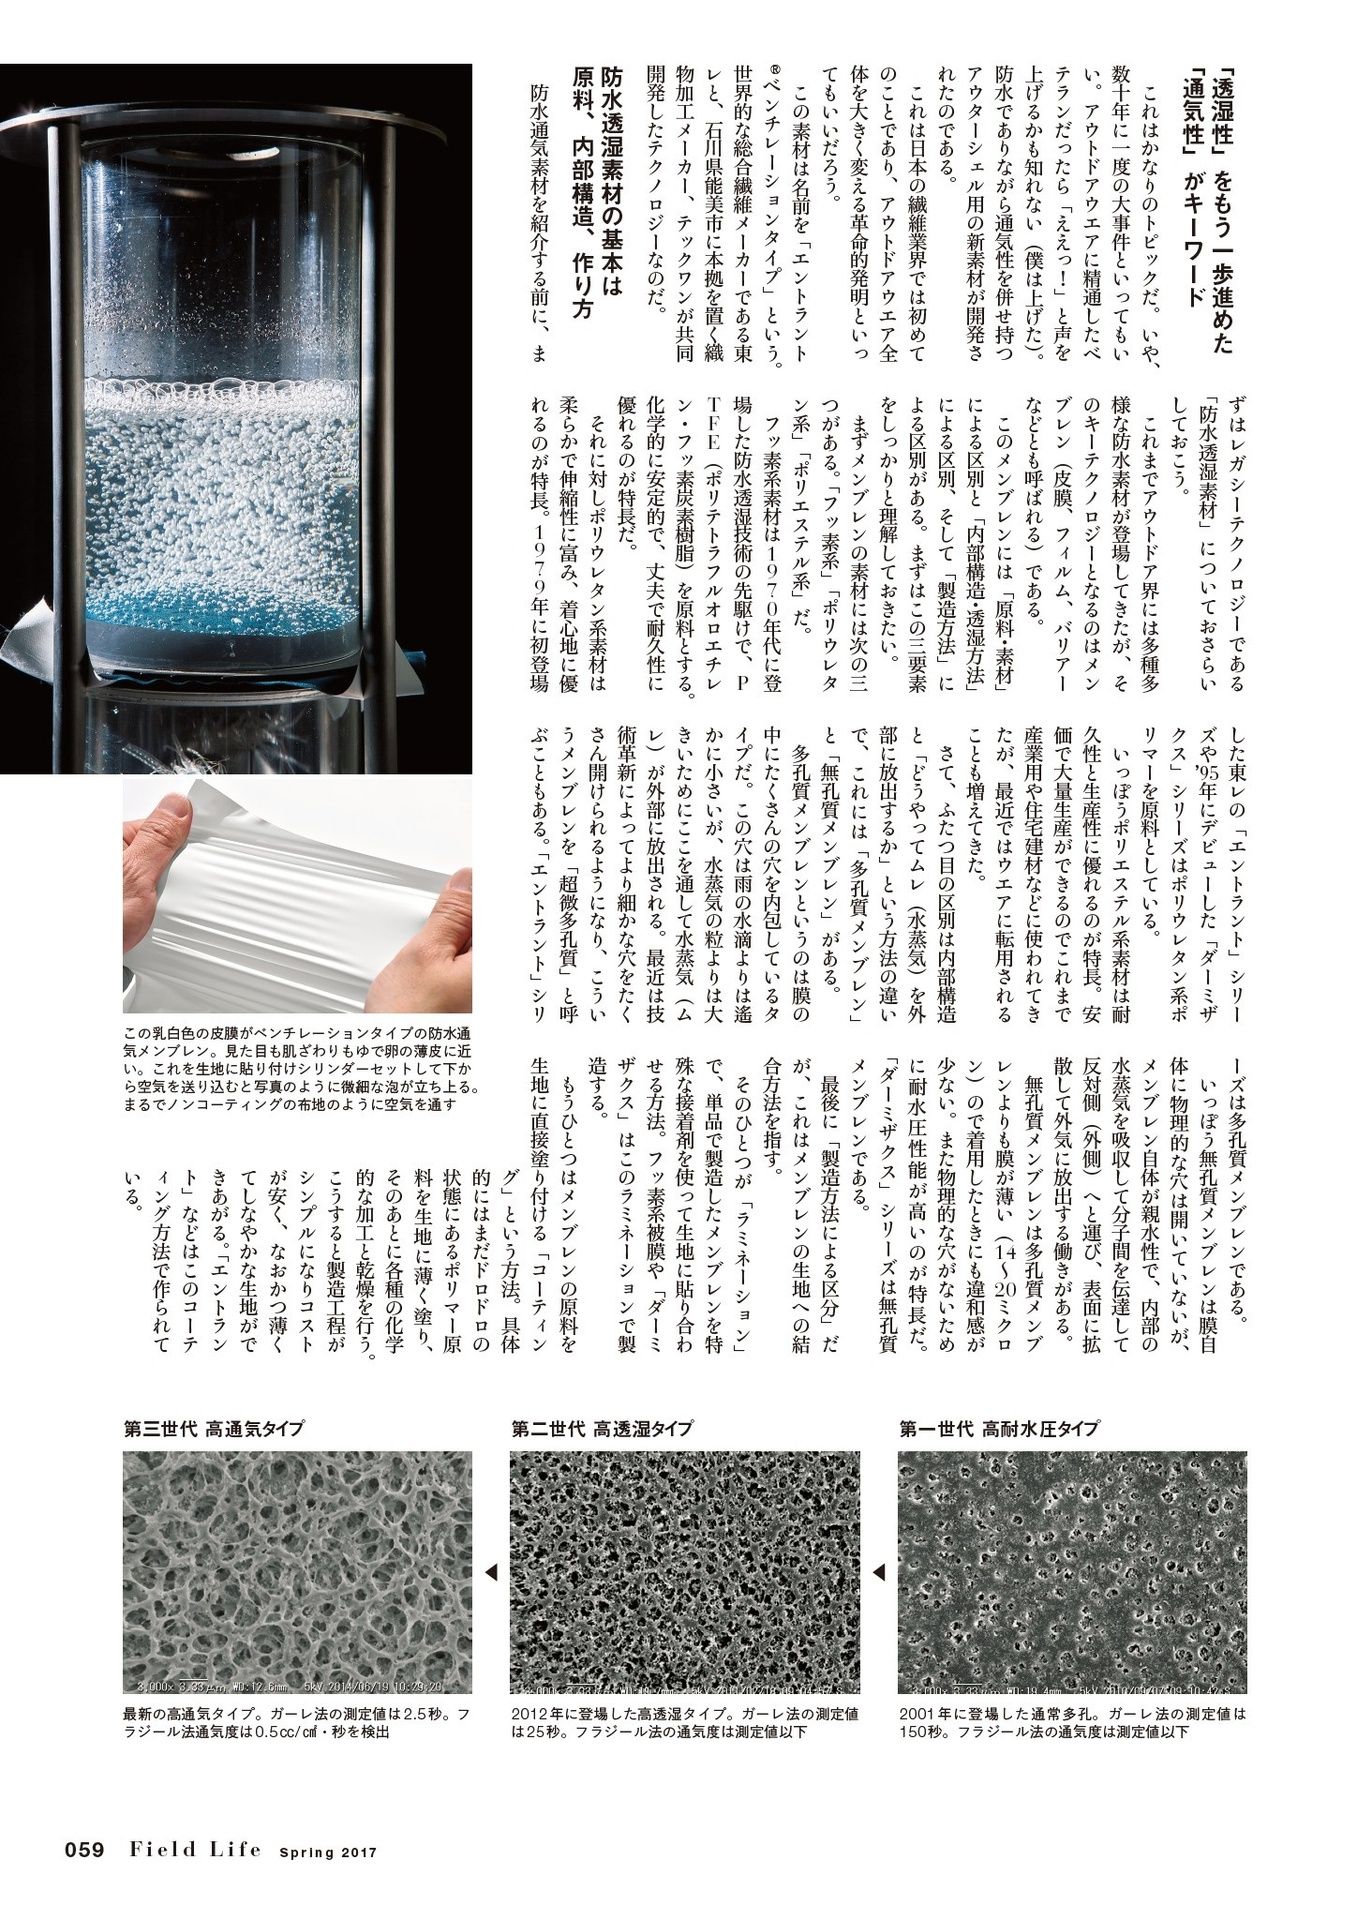 「透湿性」をもう一歩進めた
「通気性」がキーワード
これはかなりのトピックだ。いや、
数十年に一度の大事件といってもい
い。アウトドアウエアに精通したベ
テランだったら「ええっ！」と声を
上げるかも知れない（僕は上げた）。
防水でありながら通気性を併せ持つ
アウターシェル用の新素材が開発さ
れたのである。
これは日本の繊維業界では初めて
のことであり、アウトドアウエア全
体を大きく変える革命的発明といっ
てもいいだろう。
この素材は名前を「エントラント
®ベンチレーションタイプ」という。
世界的な総合繊維メーカーである東
レと、石川県能美市に本拠を置く織
物加工メーカー、テックワンが共同
開発したテクノロジーなのだ。
防水透湿素材の基本は
原料、内部構造、作り方
防水通気素材を紹介する前に、ま
ずはレガシーテクノロジーである
「防水透湿素材」についておさらい
しておこう。
これまでアウトドア界には多種多
様な防水素材が登場してきたが、そ
のキーテクノロジーとなるのはメン
ブレン（皮膜、フィルム、バリアー
などとも呼ばれる）である。
このメンブレンには「原料・素材」
による区別と「内部構造・透湿方法」
による区別、そして「製造方法」に
よる区別がある。まずはこの三要素
をしっかりと理解しておきたい。
まずメンブレンの素材には次の三
つがある。「フッ素系」「ポリウレタ
ン系」「ポリエステル系」だ。
フッ素系素材は1970年代に登
場した防水透湿技術の先駆けで、P
TFE（ポリテトラフルオロエチレ
ン・フッ素炭素樹脂）を原料とする。
化学的に安定的で、丈夫で耐久性に
優れるのが特長だ。
それに対しポリウレタン系素材は
柔らかで伸縮性に富み、着心地に優
れるのが特長。1979年に初登場
した東レの「エントラント」シリー
ズや'95年にデビューした「ダーミザ
クス」シリーズはポリウレタン系ポ
リマーを原料としている。
いっぽうポリエステル系素材は耐
久性と生産性に優れるのが特長。安
価で大量生産ができるのでこれまで
産業用や住宅建材などに使われてき
たが、最近ではウエアに転用される
ことも増えてきた。
さて、ふたつ目の区別は内部構造
と「どうやってムレ（水蒸気）を外
部に放出するか」という方法の違い
で、これには「多孔質メンブレン」
と「無孔質メンブレン」がある。
多孔質メンブレンというのは膜の
中にたくさんの穴を内包しているタ
イプだ。この穴は雨の水滴よりは遙
かに小さいが、水蒸気の粒よりは大
きいためにここを通して水蒸気（ム
レ）が外部に放出される。最近は技
術革新によってより細かな穴をたく
さん開けられるようになり、こうい
うメンブレンを「超微多孔質」と呼
ぶこともある。「エントラント」シリ
ーズは多孔質メンブレンである。
いっぽう無孔質メンブレンは膜自
体に物理的な穴は開いていないが、
メンブレン自体が親水性で、内部の
水蒸気を吸収して分子間を伝達して
反対側（外側）へと運び、表面に拡
散して外気に放出する働きがある。
無孔質メンブレンは多孔質メンブ
レンよりも膜が薄い（14〜20ミクロ
ン）ので着用したときにも違和感が
少ない。また物理的な穴がないため
に耐水圧性能が高いのが特長だ。
「ダーミザクス」シリーズは無孔質
メンブレンである。
最後に「製造方法による区分」だ
が、これはメンブレンの生地への結
合方法を指す。
そのひとつが「ラミネーション」
で、単品で製造したメンブレンを特
殊な接着剤を使って生地に貼り合わ
せる方法。フッ素系被膜や「ダーミ
ザクス」はこのラミネーションで製
造する。
もうひとつはメンブレンの原料を
生地に直接塗り付ける「コーティン
グ」という方法。具体
的にはまだドロドロの
状態にあるポリマー原
料を生地に薄く塗り、
そのあとに各種の化学
的な加工と乾燥を行う。
こうすると製造工程が
シンプルになりコスト
が安く、なおかつ薄く
てしなやかな生地がで
きあがる。「エントラン
ト」などはこのコーテ
ィング方法で作られて
いる。
この乳白色の皮膜がベンチレーションタイプの防水通
気メンブレン。見た目も肌ざわりもゆで卵の薄皮に近
い。これを生地に貼り付けシリンダーセットして下か
ら空気を送り込むと写真のように微細な泡が立ち上る。
まるでノンコーティングの布地のように空気を通す
第一世代 高耐水圧タイプ
2001年に登場した通常多孔。ガーレ法の測定値は
150秒。フラジール法の通気度は測定値以下
第二世代 高透湿タイプ
2012年に登場した高透湿タイプ。ガーレ法の測定値
は25秒。フラジール法の通気度は測定値以下
第三世代 高通気タイプ
3,000x 3.33μm WD:12.6mm 5kV 2014/06/19 10:29:20
最新の高通気タイプ。ガーレ法の測定値は2.5秒。フ
ラジール法通気度は0.5cc/㎠・秒を検出
059 Field Life Spring 2017